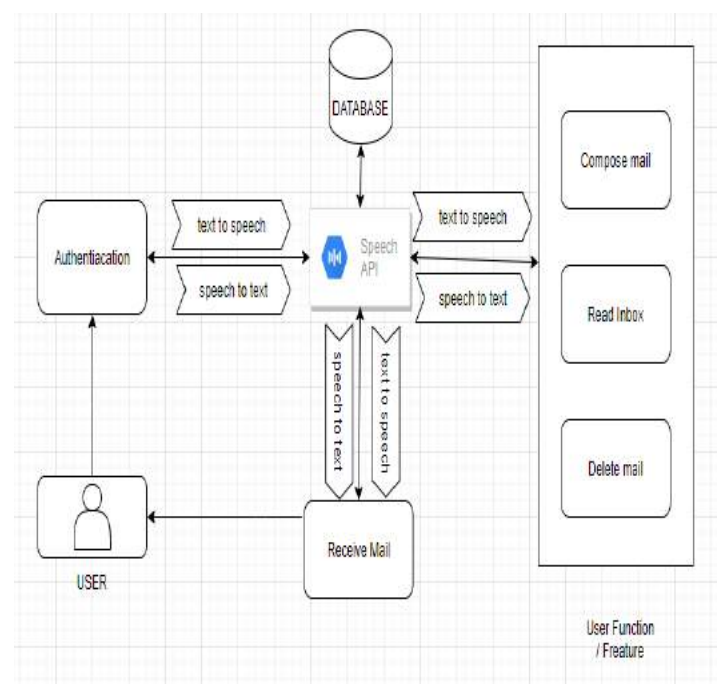 DATABASE
text to speech
text to speech
Compose mail
Authentiacation
Speech
API
speech to text
speech to text
Read Inbox
speech to text
text to speech
Delete mail
Receive Mail
USER
User Function
/ Freature